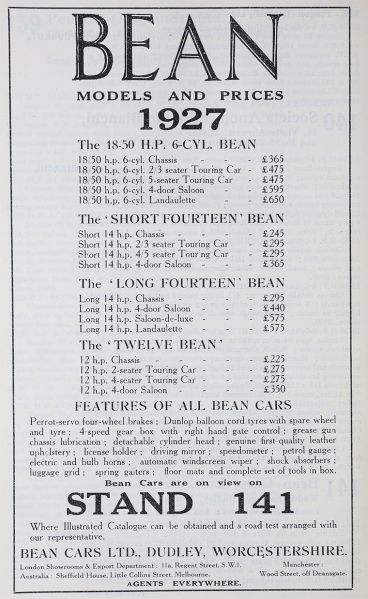 BEAN
MODELS AND PRICES
1927
The 18-50 H.P. 6-CYL. BEAN
18/50 h.p. 6-cyl. Chassis - - - £365
18/50 h.p. 6-cyl. 2/3 seater Touring Car - £475
18/50 h.p. 6-cyl. 5-seater Touring Car - £475
18/50 h.p. 6-cyl. 4-door Saloon - - £595
18/50 h.p. 6-cyl. Landaulette - - £650
The 'SHORT FOURTEEN' BEAN
Short 14 h.p. Chassis - - - - £245
Short 14 h.p. 2/3 seater Touring Car - £295
Short 14 h.p. 4/5 seater Touring Car - £295
Short 14 h.p. 4-door Saloon - - - £365
The 'LONG FOURTEEN' BEAN
Long 14 h.p. Chassis - - - - £295
Long 14 h.p. 4-door Saloon - - - £440
Long 14 h.p. Saloon-de-luxe - - - £575
Long 14 h.p. Landaulette - - - £575
The 'TWELVE BEAN'
12 h.p. Chassis - - - - £225
12 h.p. 2-seater Touring Car - - - £275
12 h.p. 4-seater Touring Car - - - £275
12 h.p. 4-door Saloon - - - - £350
FEATURES OF ALL BEAN CARS
Perrot-servo four-wheel brakes ; Dunlop balloon cord tyres with spare wheel
and tyre ; 4-speed gear box with right hand gate control ; grease gun
chassis lubrication ; detachable cylinder head ; genuine first-quality leather
upholstery ; license holder ; driving mirror ; speedometer ; petrol gauge ;
electric and bulb horns ; automatic windscreen wiper ; shock absorbers ;
luggage grid ; spring gaiters ; floor mats and complete set of tools in box.
Bean Cars are on view on
STAND 141
Where Illustrated Catalogue can be obtained and a road test arranged with
our representative.
BEAN CARS LTD., DUDLEY, WORCESTERSHIRE.
London Showrooms & Export Department : 11a, Regent Street, S.W.1. Manchester :
Australia : Sheffield House, Little Collins Street, Melbourne. Wood Street, off Deansgate.
AGENTS EVERYWHERE.